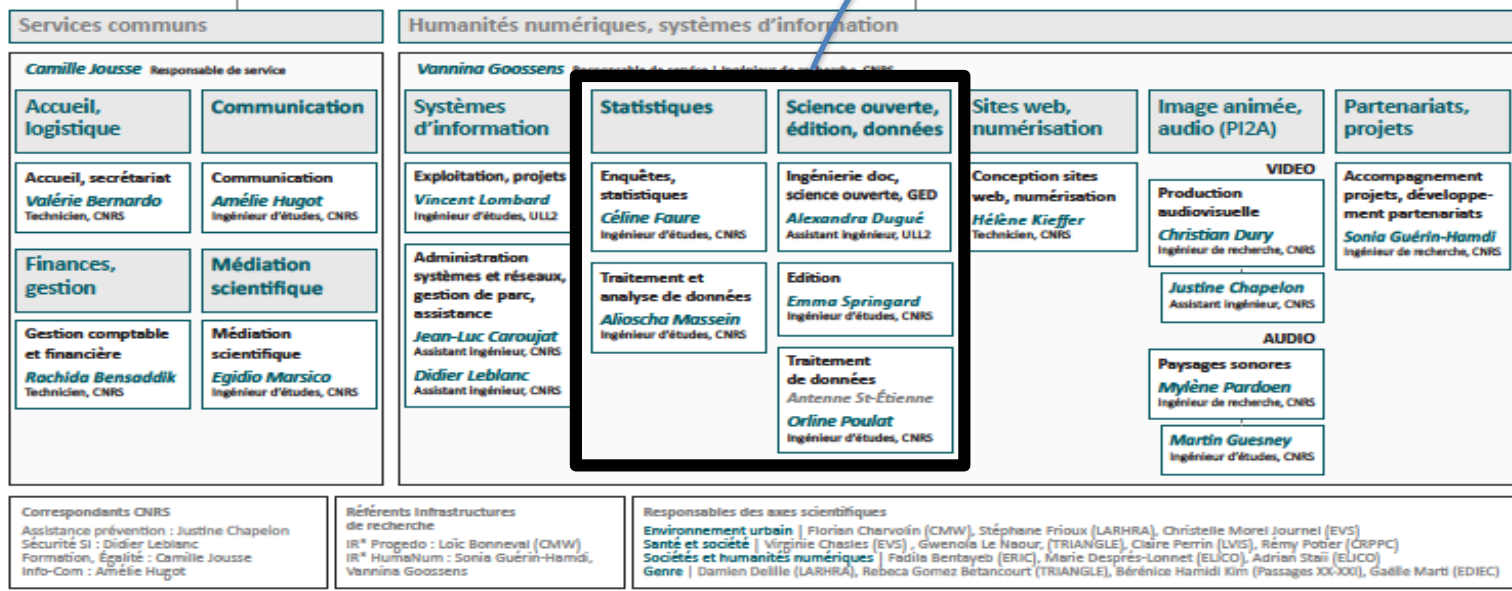 Services communs
Camille Jousse Responsable de service
Accueil,
logistique
Accueil, secrétariat
Valérie Bernardo
Technicien, CNRS
Communication
Communication
Amélie Hugot
Ingénieur d'études, CNRS
Finances,
gestion
Gestion comptable
et financière
Rachida Bensaddik
Technicien, CNRS
Médiation
scientifique
Médiation
scientifique
Egidio Marsico
Ingénieur d'études, CNRS
Humanités numériques, systèmes d'information
Vannina Goossens Responsable de service | Ingénieur de recherche, CNRS
Systèmes
d'information
Exploitation, projets
Vincent Lombard
Ingénieur d'études, ULL2
Administration
systèmes et réseaux,
gestion de parc,
assistance
Jean-Luc Caroujat
Assistant ingénieur, CNRS
Didier Leblanc
Assistant ingénieur, CNRS
Statistiques
Enquêtes,
statistiques
Céline Faure
Ingénieur d'études, CNRS
Traitement et
analyse de données
Alioscha Massein
Ingénieur d'études, CNRS
Science ouverte,
édition, données
Ingénierie doc,
science ouverte, GED
Alexandra Dugué
Assistant ingénieur, ULL2
Edition
Emma Springard
Ingénieur d'études, CNRS
Traitement
de données
Antenne St-Étienne
Orline Poulat
Ingénieur d'études, CNRS
Sites web,
numérisation
Conception sites
web, numérisation
Hélène Kieffer
Technicien, CNRS
Image animée,
audio (PI2A)
VIDEO
Production
audiovisuelle
Christian Dury
Ingénieur de recherche, CNRS
Justine Chapelon
Assistant ingénieur, CNRS
AUDIO
Paysages sonores
Mylène Pardoen
Ingénieur de recherche, CNRS
Martin Guesney
Ingénieur d'études, CNRS
Partenariats,
projets
Accompagnement
projets, développe-
ment partenariats
Sonia Guérin-Hamdi
Ingénieur de recherche, CNRS
Correspondants CNRS
Assistance prévention : Justine Chapelon
Sécurité SI : Didier Leblanc
Formation, Égalité : Camille Jousse
Info-Com : Amélie Hugot
Référents Infrastructures
de recherche
IR* Progedo : Loïc Bonneval (CMW)
IR* HumaNum : Sonia Guérin-Hamdi,
Vannina Goossens
Responsables des axes scientifiques
Environnement urbain | Florian Charvolin (CMW), Stéphane Frioux (LARHRA), Christelle Morel Journel (EVS)
Santé et société | Virginie Chasles (EVS) , Gwenola Le Naour, (TRIANGLE), Claire Perrin (LVIS), Rémy Potier (CRPPC)
Sociétés et humanités numériques | Fadila Bentayeb (ERIC), Marie Després-Lonnet (ELICO), Adrian Staii (ELICO)
Genre | Damien Delille (LARHRA), Rebeca Gomez Betancourt (TRIANGLE), Bérénice Hamidi Kim (Passages XX-XXI), Gaëlle Marti (EDIEC)